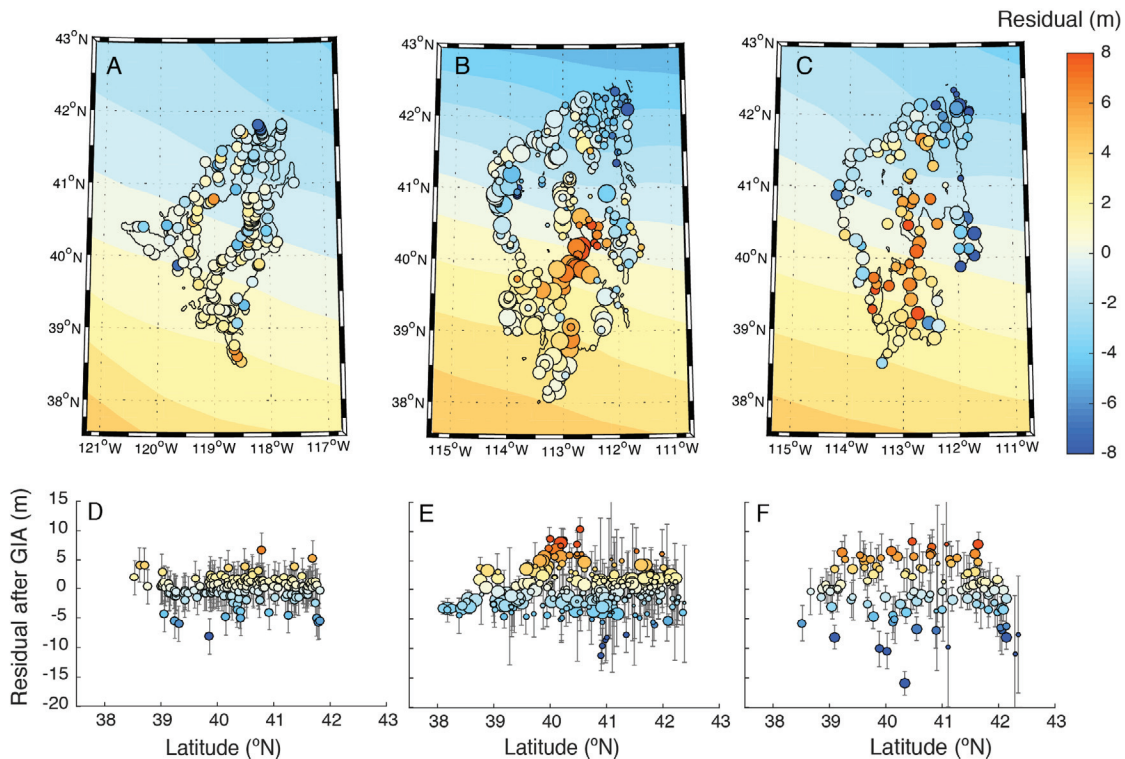 Residual (m)
A
B
C
43°N
42°N
41°N
40°N
39°N
38°N
121°W 120°W 119°W 118°W 117°W
43°N
42°N
41°N
40°N
39°N
38°N
115°W 114°W 113°W 112°W 111°W
43°N
42°N
41°N
40°N
39°N
38°N
115°W 114°W 113°W 112°W 111°W
8
6
4
2
0
-2
-4
-6
-8
Residual after GIA (m)
15
10
5
0
-5
-10
-15
-20
D
E
F
38 39 40 41 42 43
38 39 40 41 42 43
38 39 40 41 42 43
Latitude (°N)
Latitude (°N)
Latitude (°N)